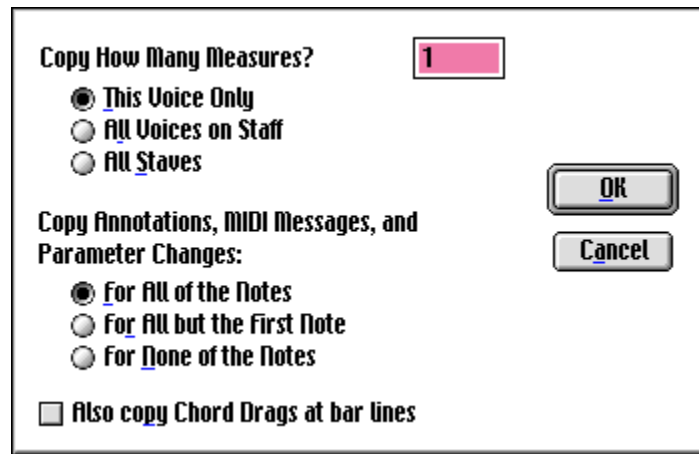 Copy How Many Measures? 1
This Voice Only
All Voices on Staff
All Staves
OK
Copy Annotations, MIDI Messages, and
Parameter Changes:
Cancel
For All of the Notes
For All but the First Note
For None of the Notes
Also copy Chord Drags at bar lines